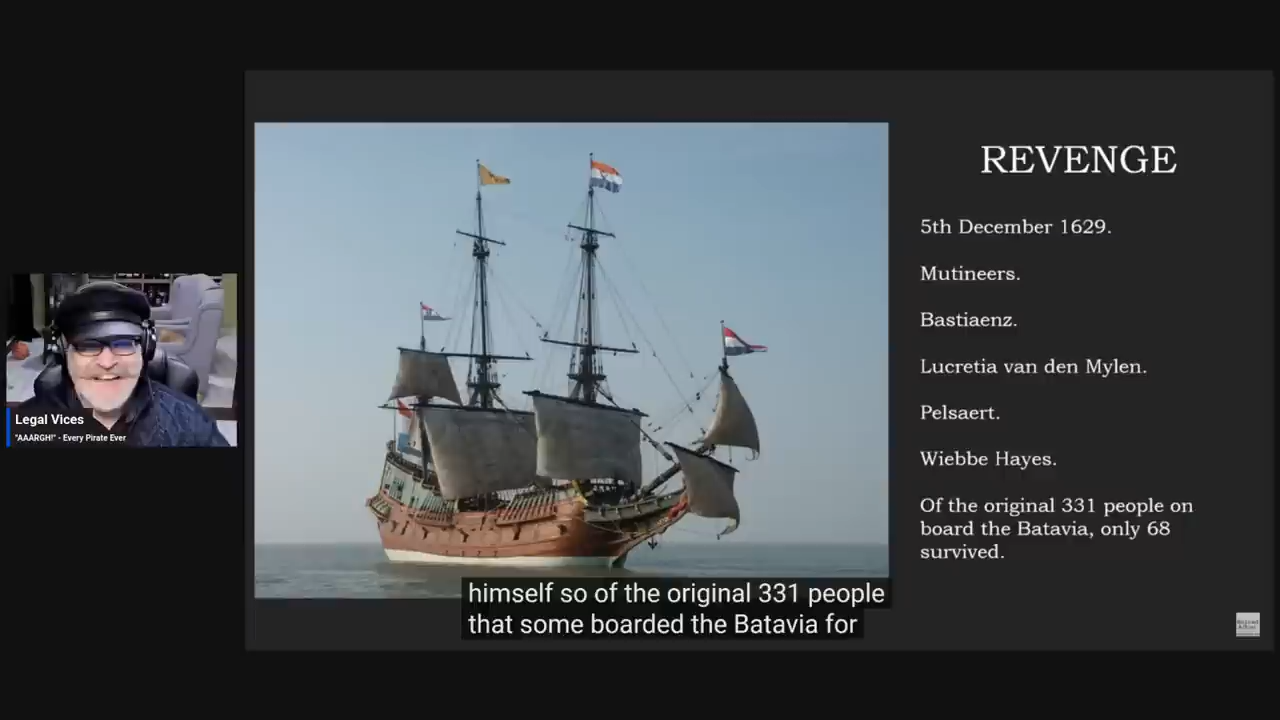 REVENGE
5th December 1629.
Mutineers.
Bastiaenz.
Lucretia van den Mylen.
Pelsaert.
Wiebbe Hayes.
Of the original 331 people on
board the Batavia, only 68
survived.
Legal Vices
"AAARGH!" - Every Pirate Ever
himself so of the original 331 people
that some boarded the Batavia for